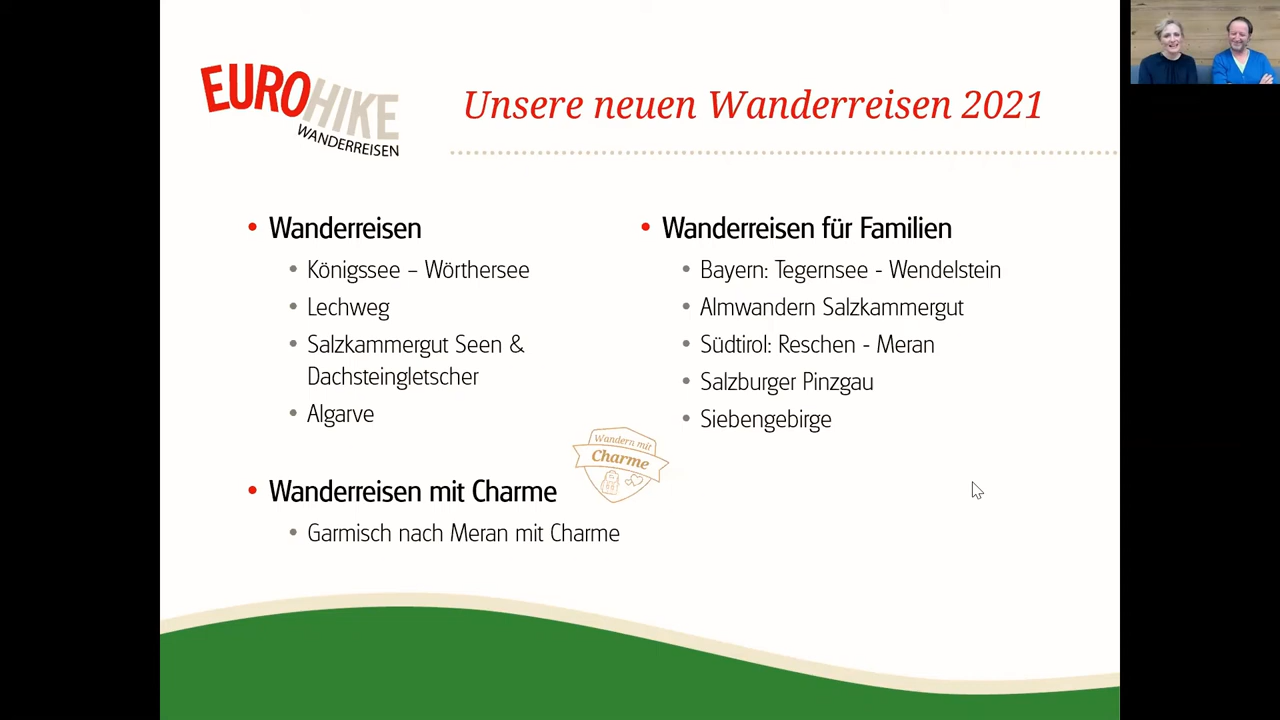 EUROHIKE
WANDERREISEN
Unsere neuen Wanderreisen 2021
• Wanderreisen
• Königssee – Wörthersee
• Lechweg
• Salzkammergut Seen &
Dachsteingletscher
• Algarve
• Wanderreisen mit Charme
• Garmisch nach Meran mit Charme
Wandern mit
Charme
• Wanderreisen für Familien
• Bayern: Tegernsee - Wendelstein
• Almwandern Salzkammergut
• Südtirol: Reschen - Meran
• Salzburger Pinzgau
• Siebengebirge